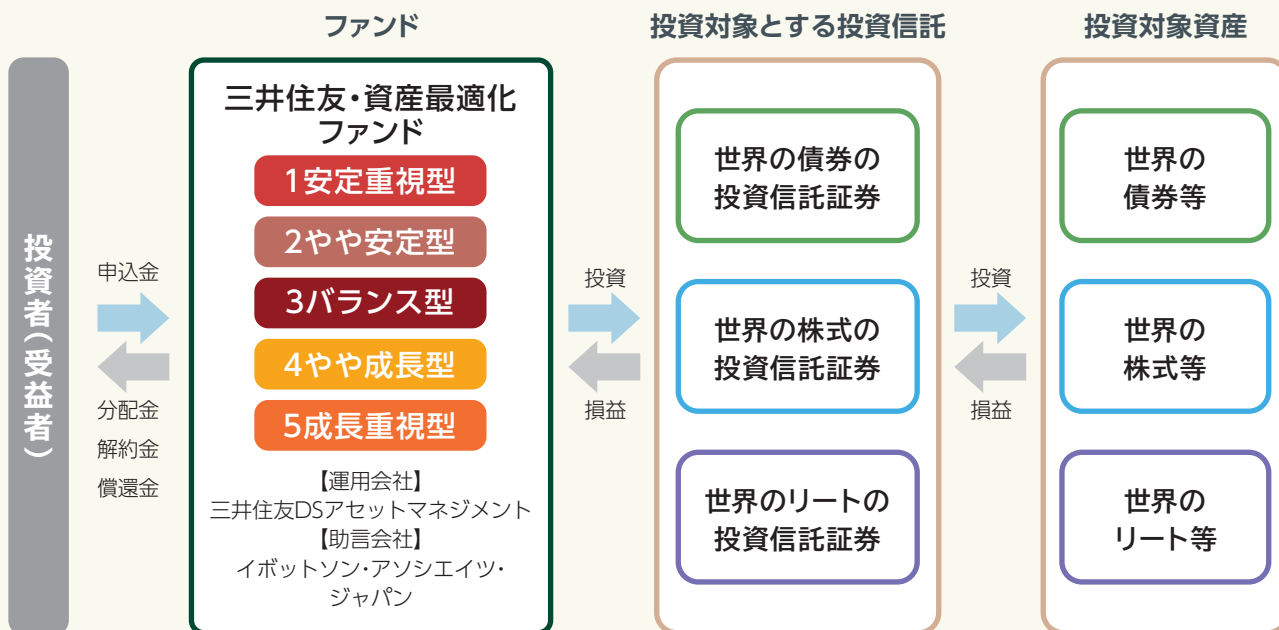 ファンド
投資対象とする投資信託
投資対象資産
投資者(受益者)
申込金
分配金
解約金
償還金
三井住友・資産最適化
ファンド
1安定重視型
2やや安定型
3バランス型
4やや成長型
5成長重視型
【運用会社】
三井住友DSアセットマネジメント
【助言会社】
イボットソン・アソシエイツ・
ジャパン
投資
損益
世界の債券の
投資信託証券
世界の株式の
投資信託証券
世界のリートの
投資信託証券
投資
損益
世界の
債券等
世界の
株式等
世界の
リート等